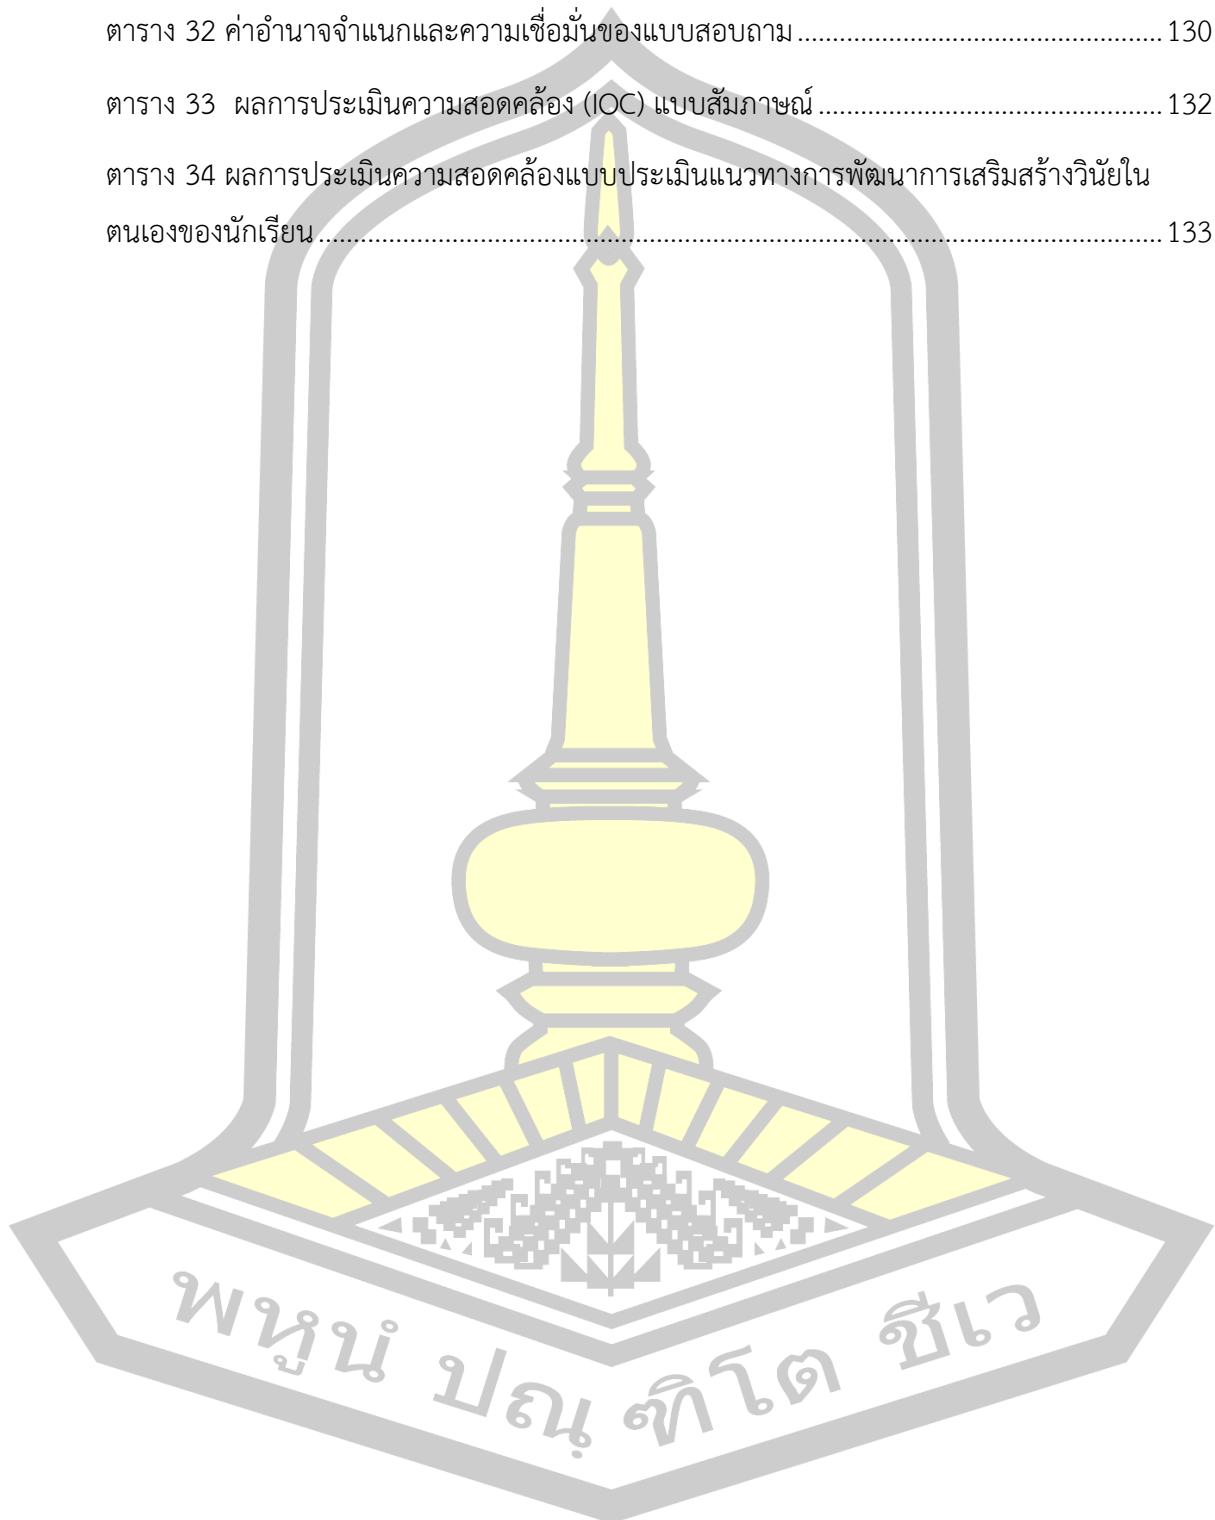 ตาราง 32 ค่าอำนาจจำแนกและความเชื่อมั่นของแบบสอบถาม .................................................... 130
ตาราง 33  ผลการประเมินความสอดคล้อง (IOC) แบบสัมภาษณ์ ................................................. 132
ตาราง 34 ผลการประเมินความสอดคล้องแบบประเมินแนวทางการพัฒนาการเสริมสร้างวินัยใน
ตนเองของนักเรียน ........................................................................................................................ 133
พหูนํ ปณฺฑิโต ชีเว